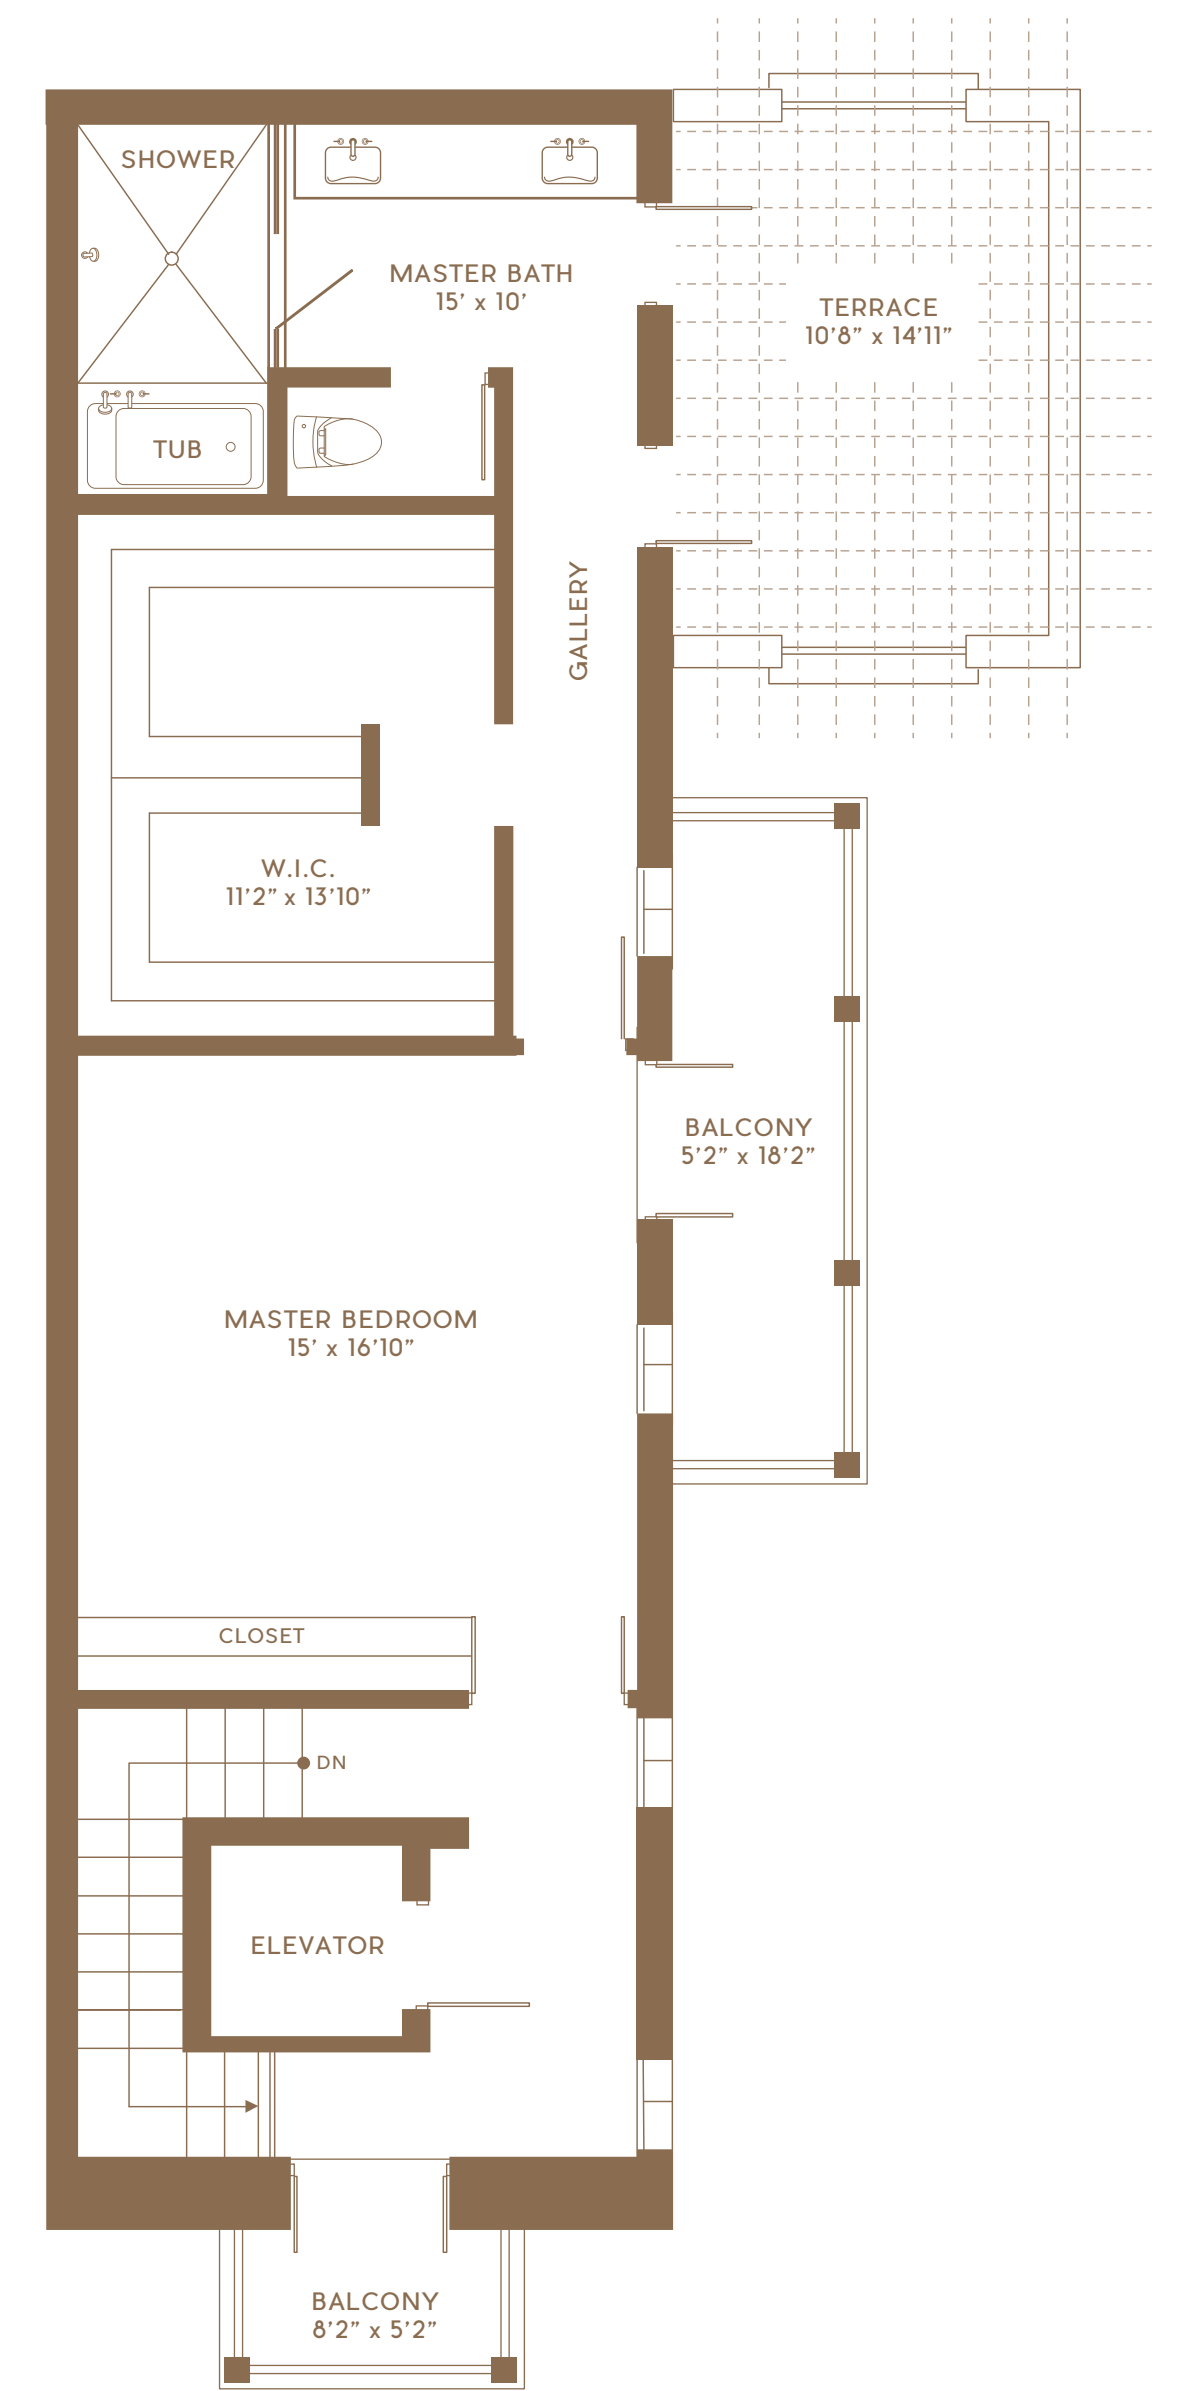 SHOWER
MASTER BATH
15’ x 10’
TERRACE
10’8” x 14’11”
TUB
GALLERY
W.I.C.
11’2” x 13’10”
BALCONY
5’2” x 18’2”
MASTER BEDROOM
15’ x 16’10”
CLOSET
DN
ELEVATOR
BALCONY
8’2” x 5’2”